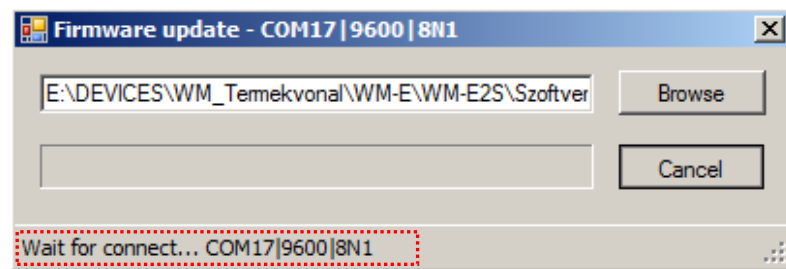 Firmware update - COM17|9600|8N1
E:\DEVICES\WM_Termekvonal\WM-E\WM-E2S\Szoftver
Browse
Cancel
Wait for connect... COM17|9600|8N1